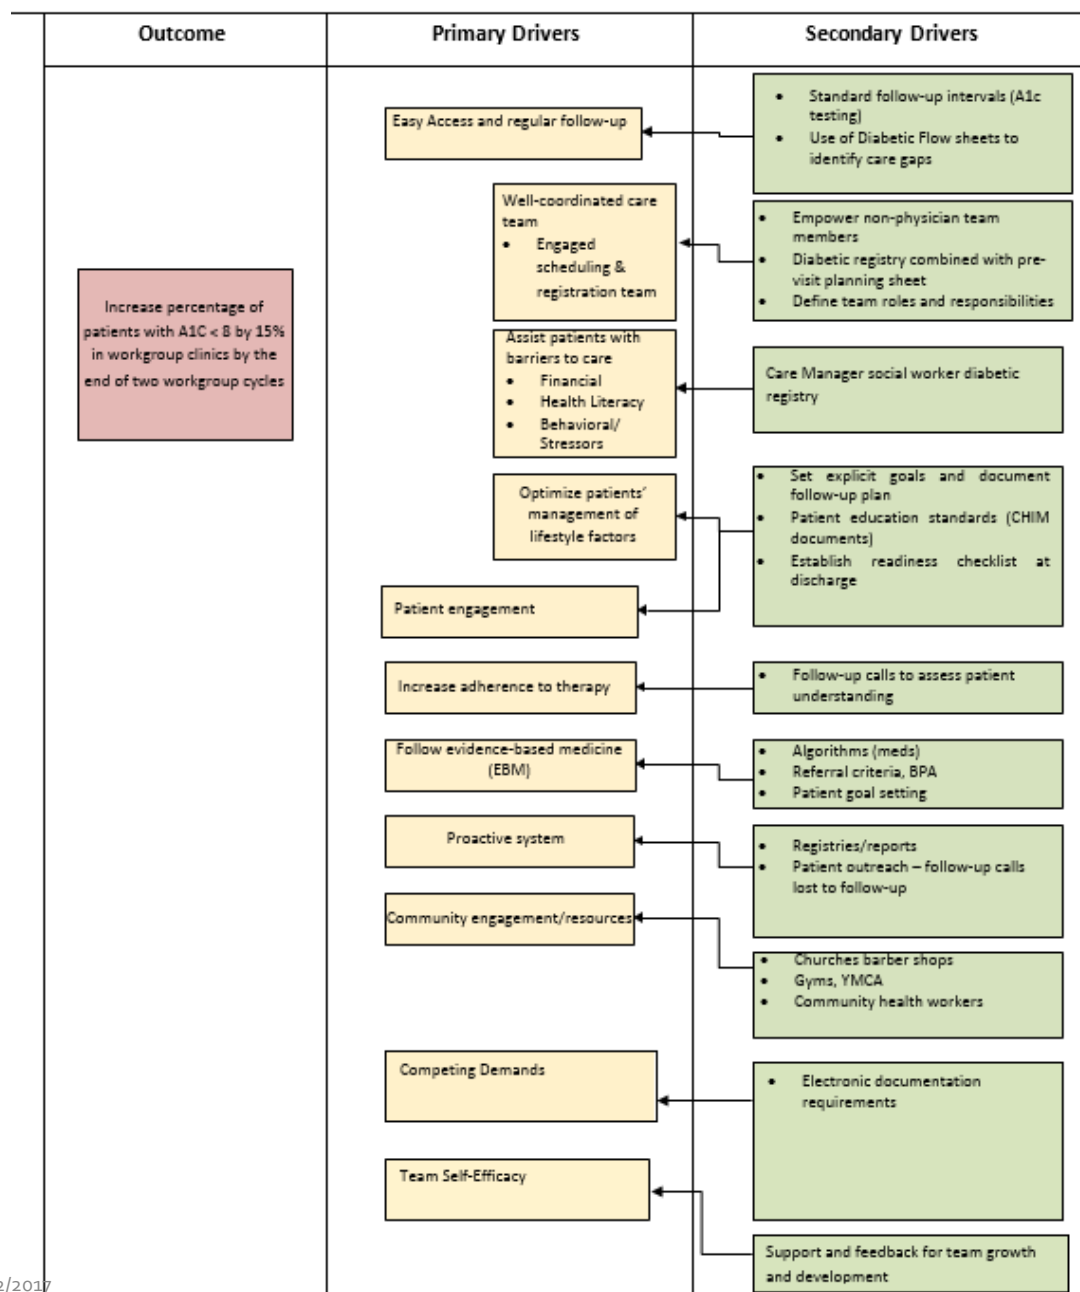 Outcome
Primary Drivers
Secondary Drivers
Increase percentage of
patients with A1C < 8 by 15%
in workgroup clinics by the
end of two workgroup cycles
Easy Access and regular follow-up
• Standard follow-up intervals (A1c
testing)
• Use of Diabetic Flow sheets to
identify care gaps
Well-coordinated care
team
• Engaged
scheduling &
registration team
• Empower non-physician team
members
• Diabetic registry combined with pre-
visit planning sheet
• Define team roles and responsibilities
Assist patients with
barriers to care
• Financial
• Health Literacy
• Behavioral/
Stressors
Care Manager social worker diabetic
registry
Optimize patients'
management of
lifestyle factors
• Set explicit goals and document
follow-up plan
• Patient education standards (CHIM
documents)
• Establish readiness checklist at
discharge
Patient engagement
Increase adherence to therapy
• Follow-up calls to assess patient
understanding
Follow evidence-based medicine
(EBM)
• Algorithms (meds)
• Referral criteria, BPA
• Patient goal setting
Proactive system
• Registries/reports
• Patient outreach – follow-up calls
lost to follow-up
Community engagement/resources
• Churches barber shops
• Gyms, YMCA
• Community health workers
Competing Demands
• Electronic documentation
requirements
Team Self-Efficacy
Support and feedback for team growth
and development
2/2017